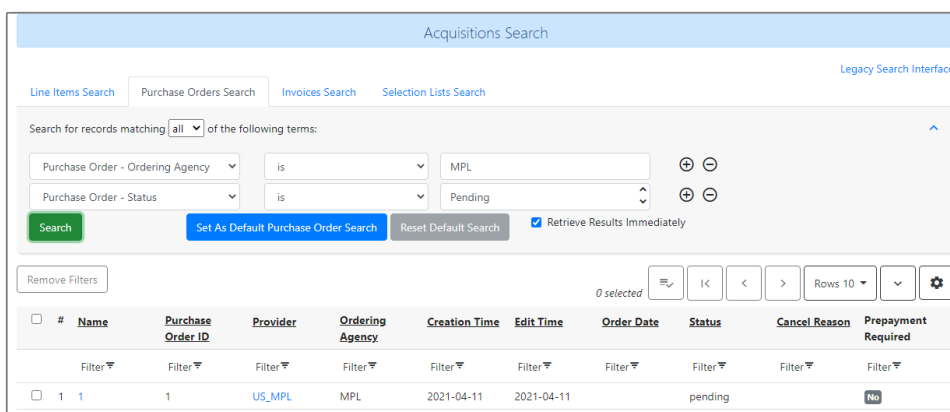 Acquisitions Search
Legacy Search Interface
Line Items Search Purchase Orders Search Invoices Search Selection Lists Search
Search for records matching all of the following terms:
Purchase Order - Ordering Agency is MPL
Purchase Order - Status is Pending
Search Set As Default Purchase Order Search Reset Default Search Retrieve Results Immediately
Remove Filters 0 selected Rows 10
# Name Purchase Order ID Provider Ordering Agency Creation Time Edit Time Order Date Status Cancel Reason Prepayment Required
Filter Filter Filter Filter Filter Filter Filter Filter Filter Filter
1 1 1 US_MPL MPL 2021-04-11 2021-04-11 pending No